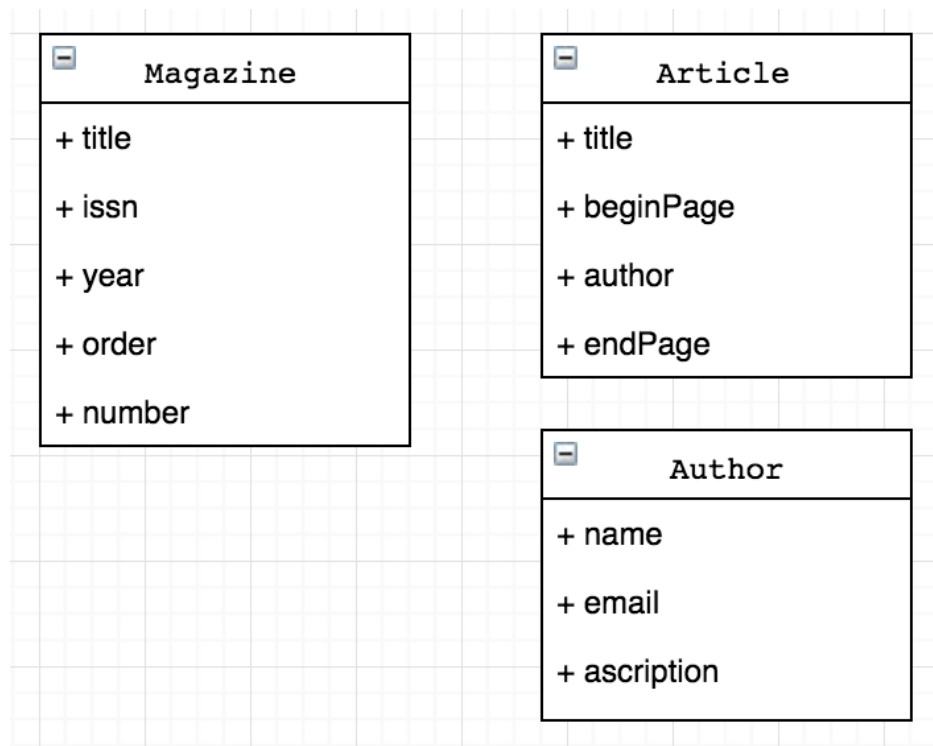 Magazine
+ title
+ issn
+ year
+ order
+ number
Article
+ title
+ beginPage
+ author
+ endPage
Author
+ name
+ email
+ ascription